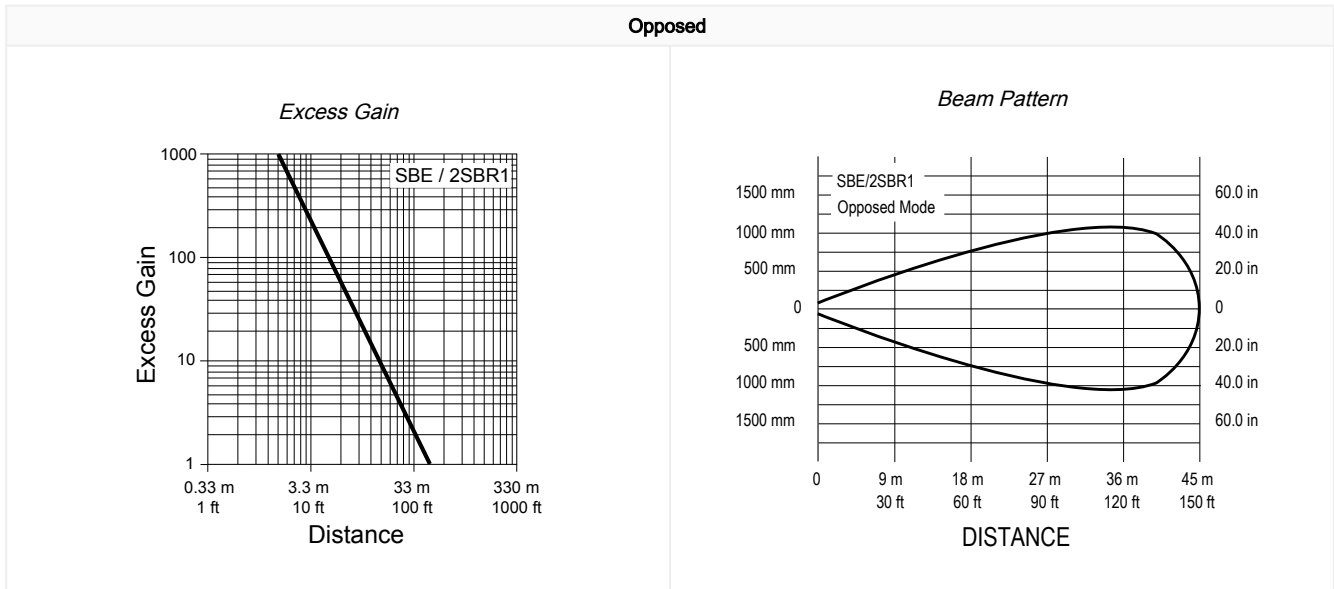 Opposed
Excess Gain
SBE / 2SBR1
1000
100
10
1
Excess Gain
0.33 m 3.3 m 33 m 330 m
1 ft 10 ft 100 ft 1000 ft
Distance
Beam Pattern
SBE/2SBR1
Opposed Mode
1500 mm 60.0 in
1000 mm 40.0 in
500 mm 20.0 in
0 0
500 mm 20.0 in
1000 mm 40.0 in
1500 mm 60.0 in
0 9 m 18 m 27 m 36 m 45 m
30 ft 60 ft 90 ft 120 ft 150 ft
DISTANCE